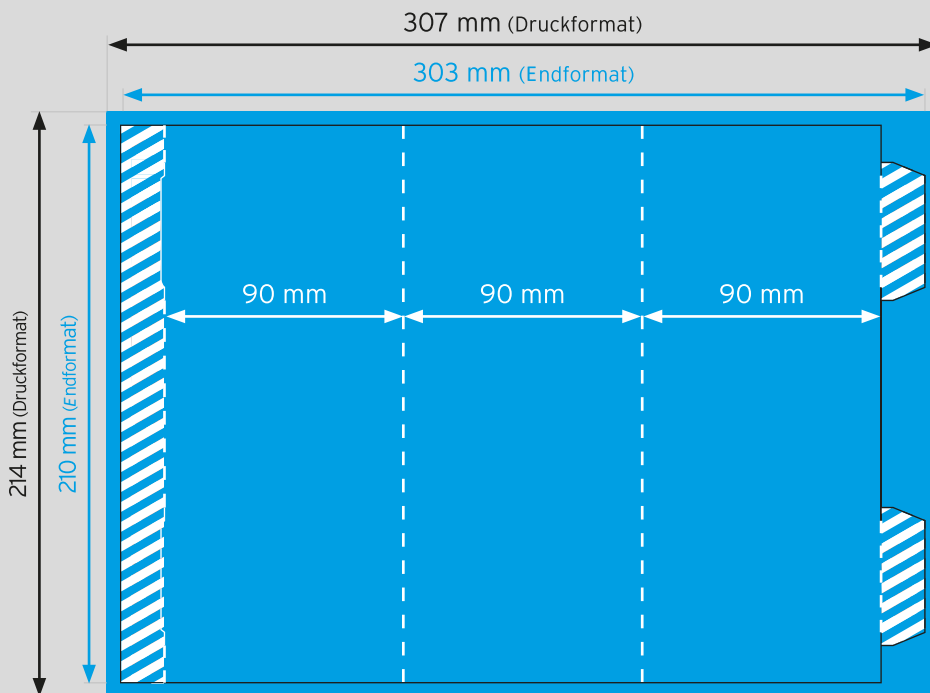 307 mm (Druckformat)
303 mm (Endformat)
214 mm (Druckformat)
210 mm (Endformat)
90 mm
90 mm
90 mm